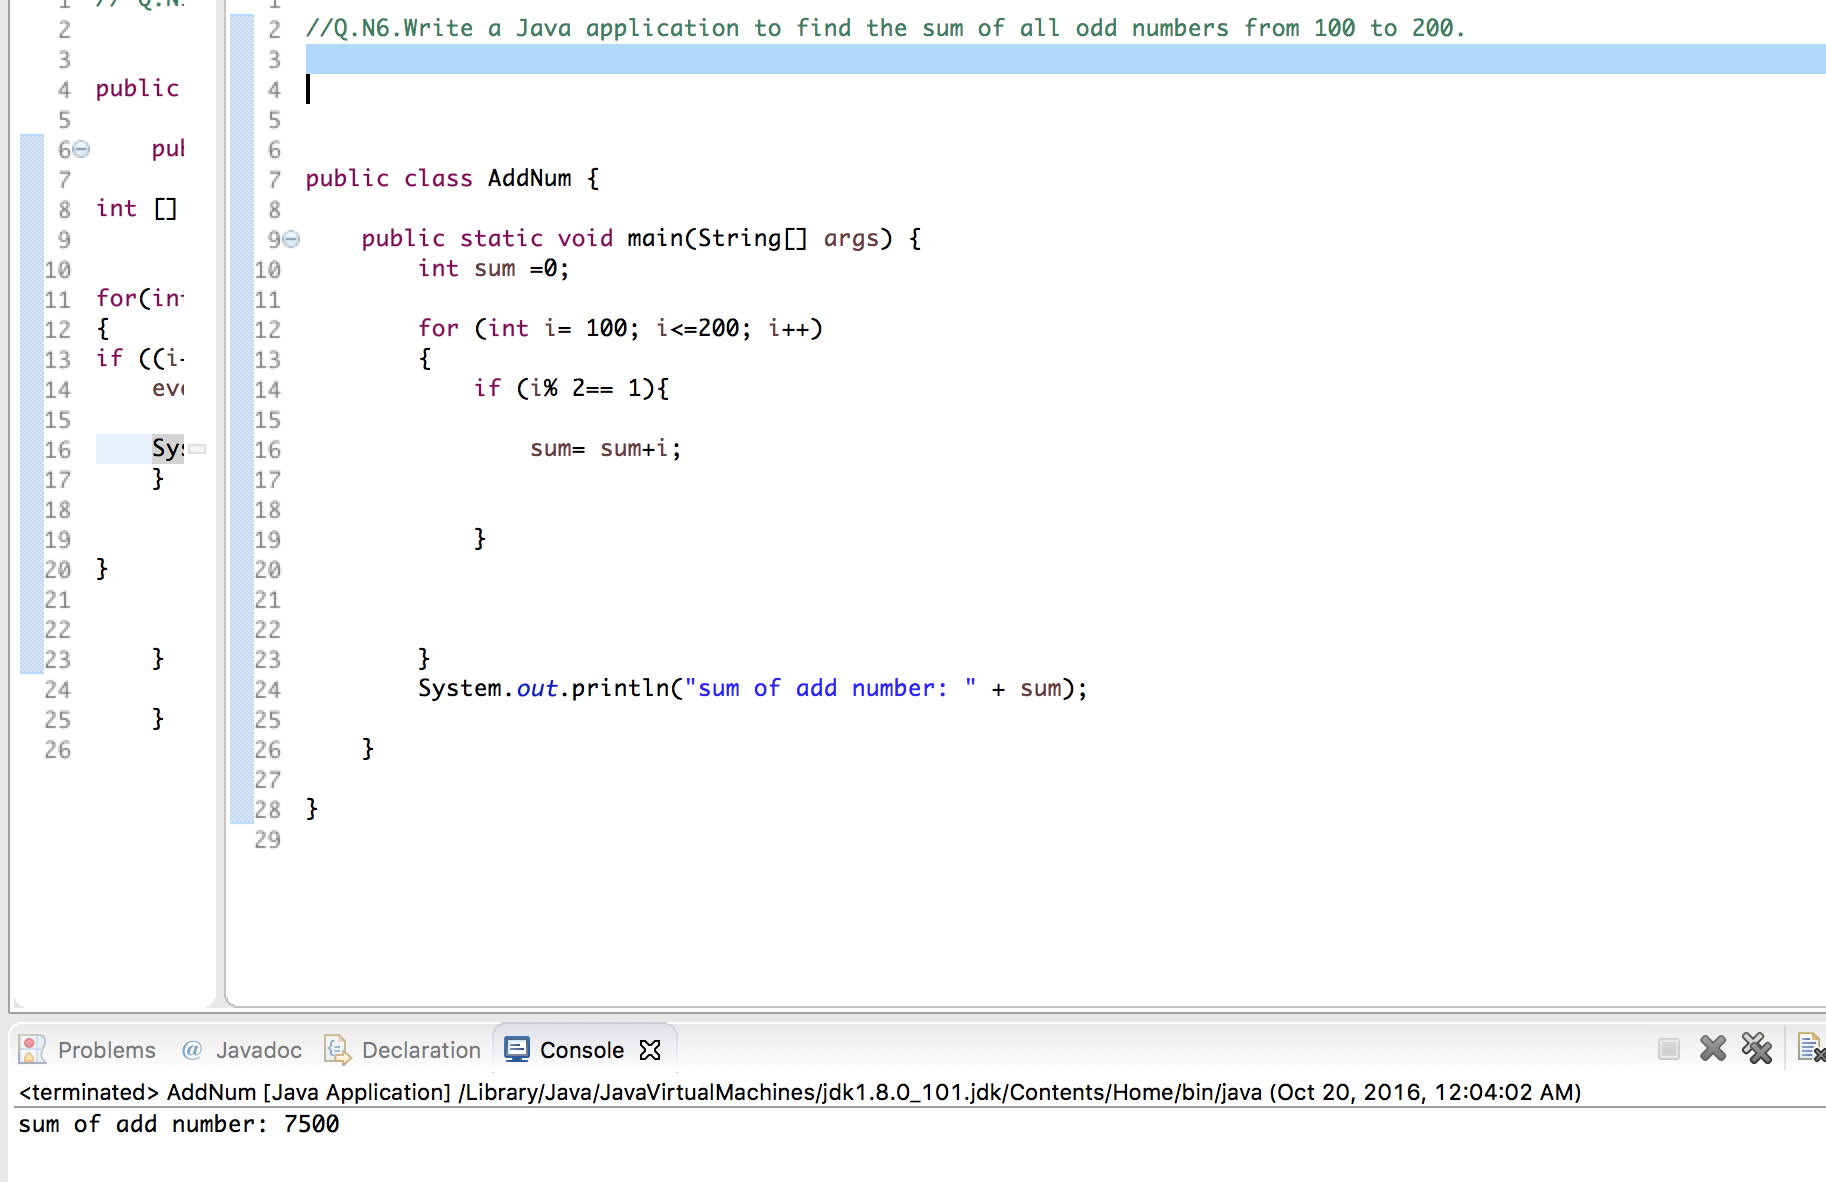 1 // Q.N.
2
3
4 public
5
6
7
8 int []
9
10
11 for(in
12 {
13 if ((i-
14
15
16
17 }
18
19
20 }
21
22
23 }
24
25 }
26
1
2 //Q.N6.Write a Java application to find the sum of all odd numbers from 100 to 200.
3
4
5
6
7 public class AddNum {
8
9 public static void main(String[] args) {
10 int sum =0;
11
12 for (int i= 100; i<=200; i++)
13 {
14 if (i% 2== 1){
15
16 sum= sum+i;
17
18
19 }
20
21
22
23 }
24 System.out.println("sum of add number: " + sum);
25
26 }
27
28 }
29
Problems @ Javadoc Declaration Console
<terminated> AddNum [Java Application] /Library/Java/JavaVirtualMachines/jdk1.8.0_101.jdk/Contents/Home/bin/java (Oct 20, 2016, 12:04:02 AM)
sum of add number: 7500